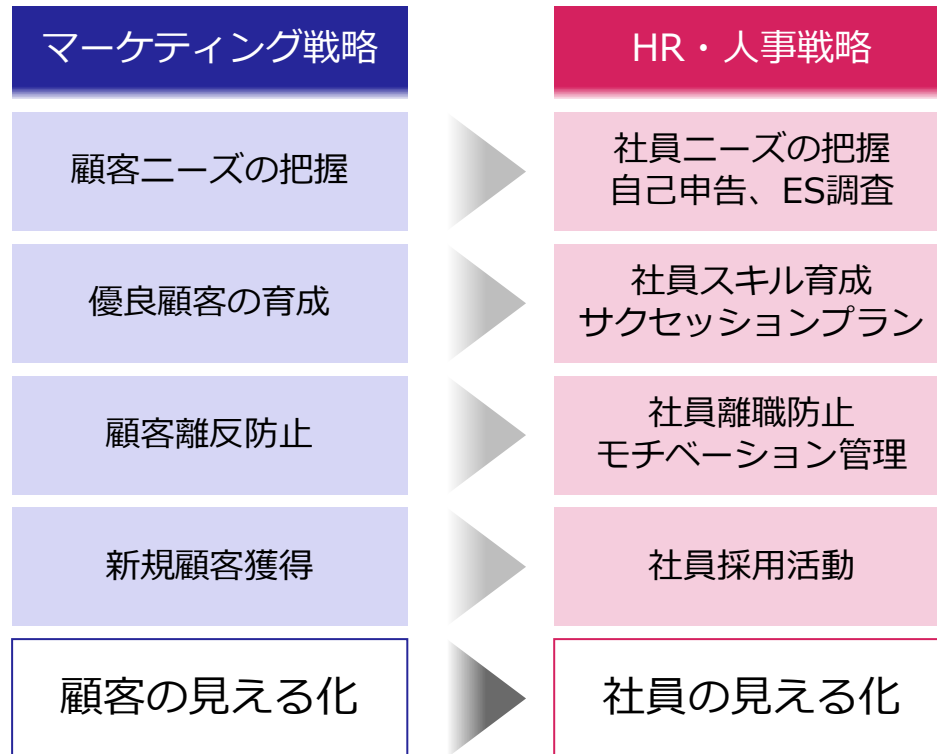 マーケティング戦略
HR・人事戦略
顧客ニーズの把握
社員ニーズの把握
自己申告、ES調査
優良顧客の育成
社員スキル育成
サクセッションプラン
顧客離反防止
社員離職防止
モチベーション管理
新規顧客獲得
社員採用活動
顧客の見える化
社員の見える化